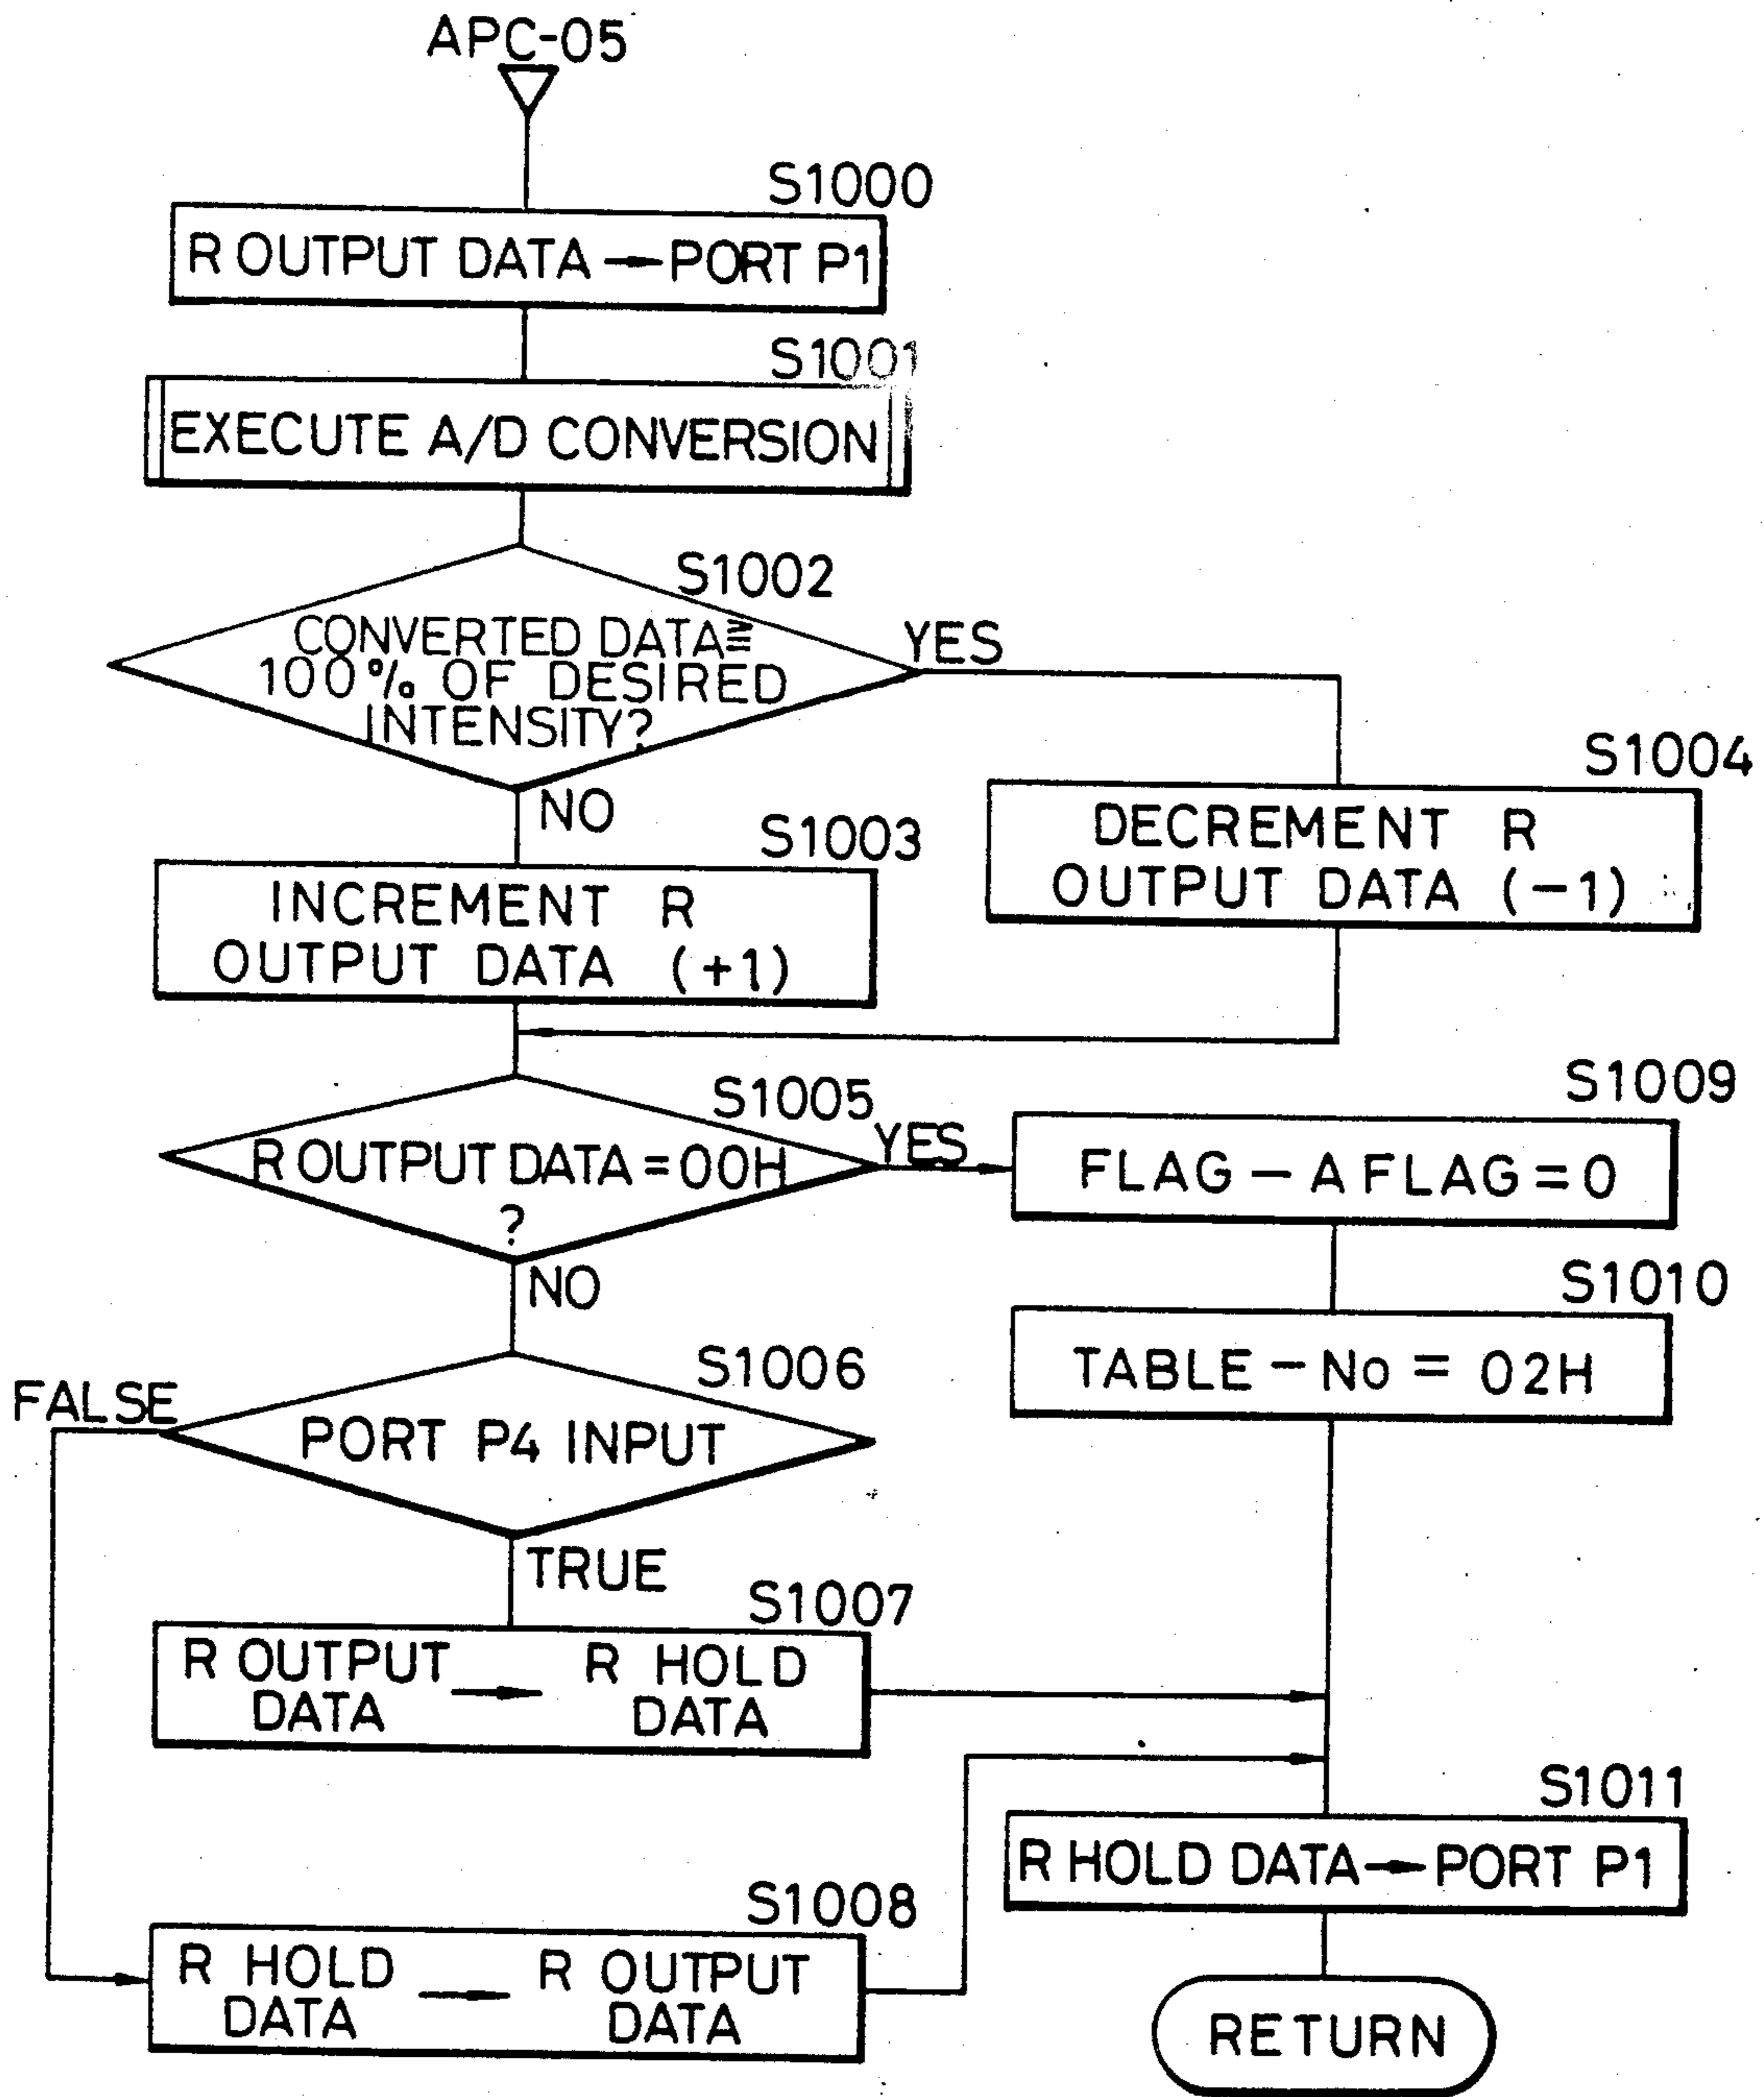 APC-05
S1000
R OUTPUT DATA → PORT P1
S1001
EXECUTE A/D CONVERSION
S1002
CONVERTED DATA ≧
100% OF DESIRED
INTENSITY?
YES
NO
S1004
DECREMENT R
OUTPUT DATA (−1)
S1003
INCREMENT R
OUTPUT DATA (+1)
S1005
R OUTPUT DATA = 00H
?
YES
NO
S1009
FLAG − A FLAG = 0
S1010
TABLE − No = 02H
S1006
FALSE
PORT P4 INPUT
TRUE
S1007
R OUTPUT → R HOLD
DATA DATA
S1011
R HOLD DATA → PORT P1
S1008
R HOLD → R OUTPUT
DATA DATA
RETURN